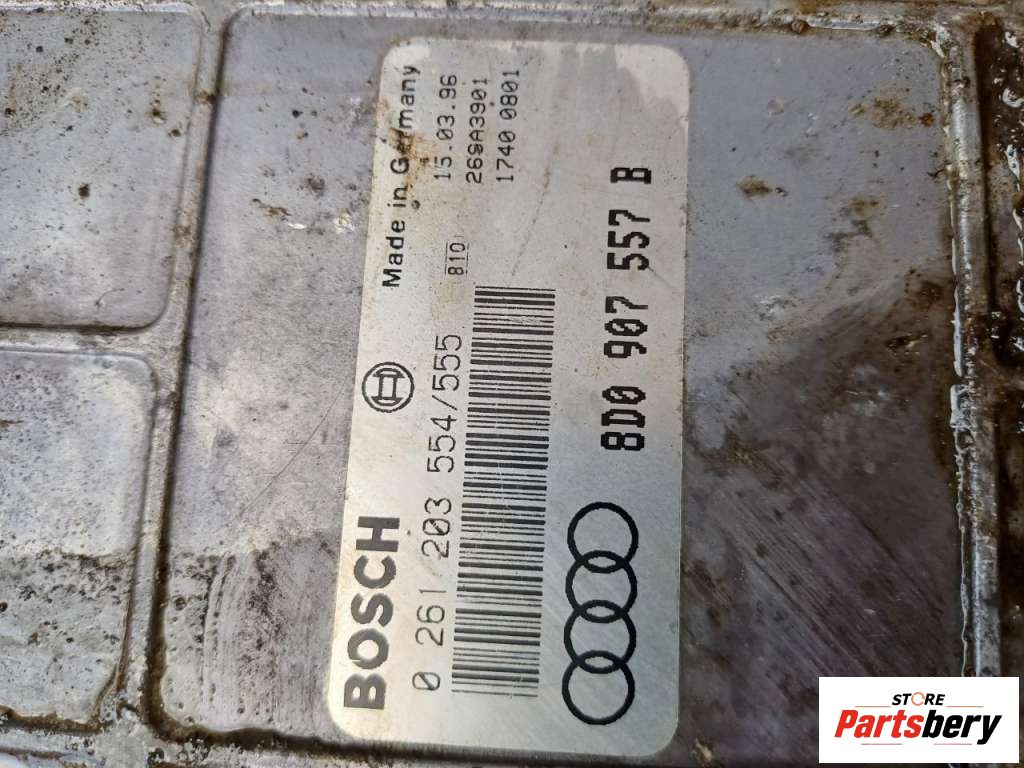 BOSCH
Made in Germany
0 261 203 554/555
15.03.96
810
26SA3901
1740 0801
8D0 907 557 B
STORE
Partsbery